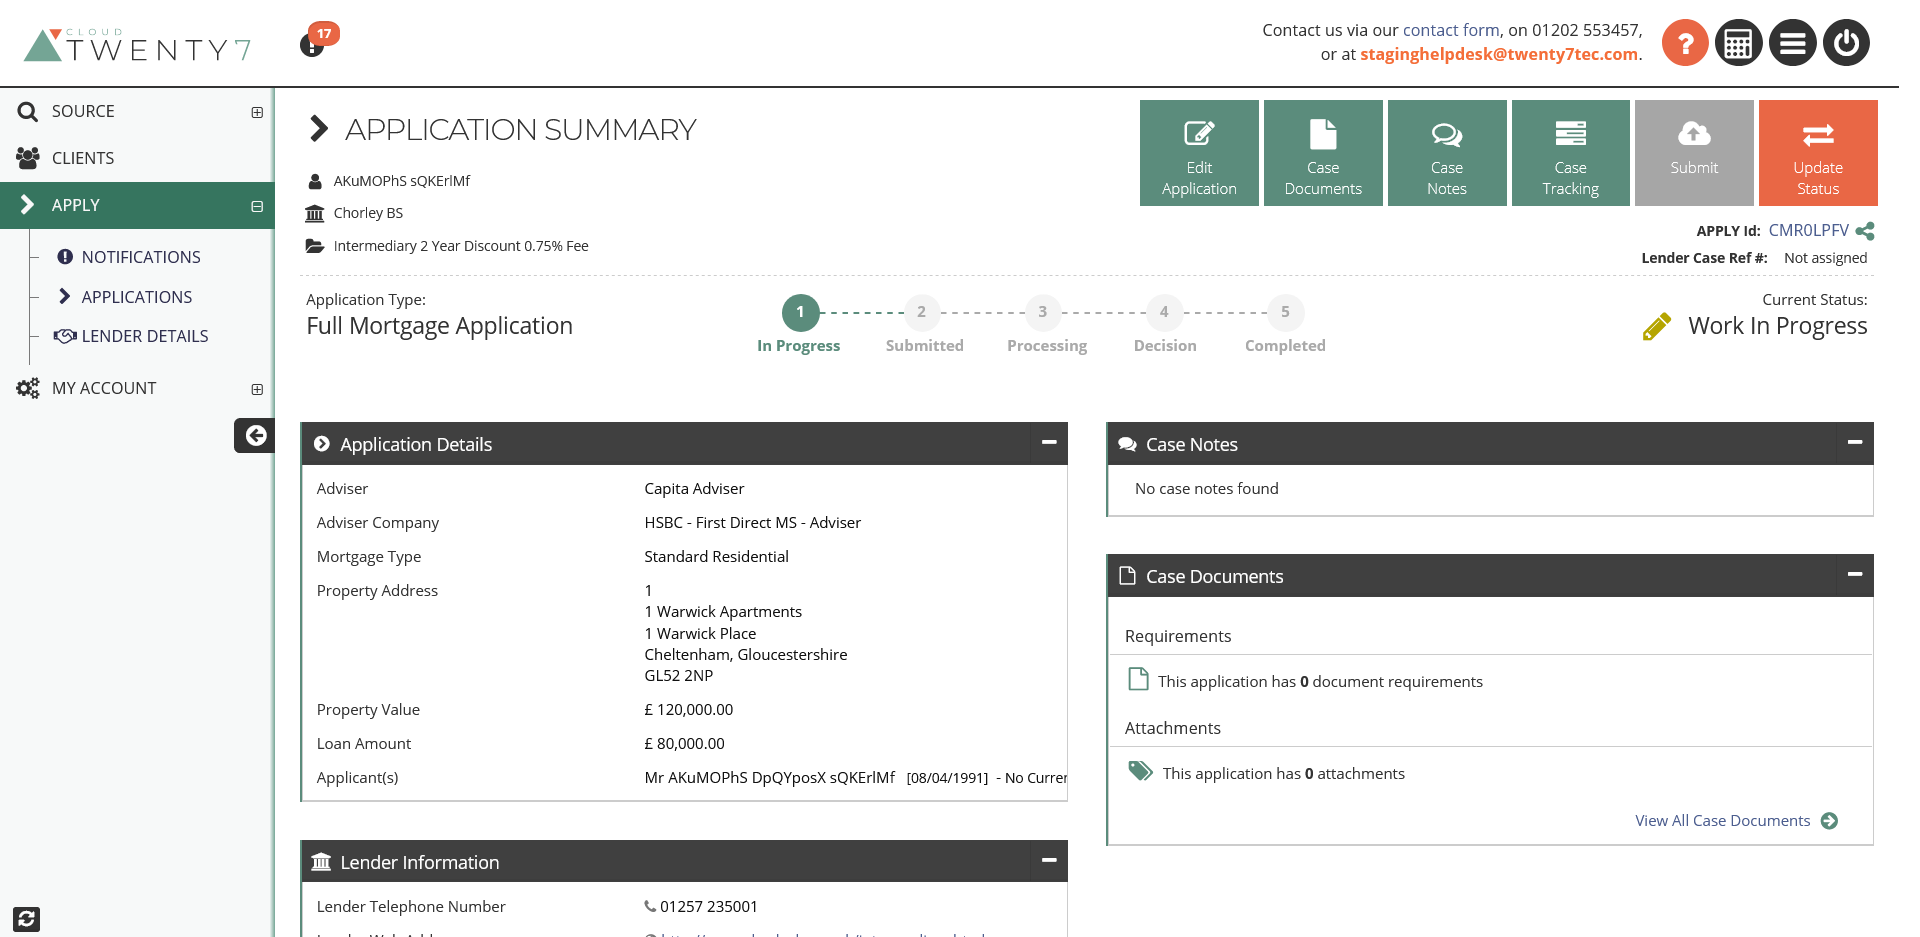 CLOUD
TWENTY7
17
Contact us via our contact form, on 01202 553457,
or at staginghelpdesk@twenty7tec.com.
SOURCE
CLIENTS
APPLY
NOTIFICATIONS
APPLICATIONS
LENDER DETAILS
MY ACCOUNT
APPLICATION SUMMARY
AKuMOPhS sQKErlMf
Chorley BS
Intermediary 2 Year Discount 0.75% Fee
Edit
Application
Case
Documents
Case
Notes
Case
Tracking
Submit
Update
Status
APPLY Id: CMR0LPFV
Lender Case Ref #: Not assigned
Application Type:
Full Mortgage Application
1 2 3 4 5
In Progress Submitted Processing Decision Completed
Current Status:
Work In Progress
Application Details
Adviser Capita Adviser
Adviser Company HSBC - First Direct MS - Adviser
Mortgage Type Standard Residential
Property Address 1
1 Warwick Apartments
1 Warwick Place
Cheltenham, Gloucestershire
GL52 2NP
Property Value £ 120,000.00
Loan Amount £ 80,000.00
Applicant(s) Mr AKuMOPhS DpQYposX sQKErlMf [08/04/1991] - No Curren
Lender Information
Lender Telephone Number 01257 235001
Case Notes
No case notes found
Case Documents
Requirements
This application has 0 document requirements
Attachments
This application has 0 attachments
View All Case Documents